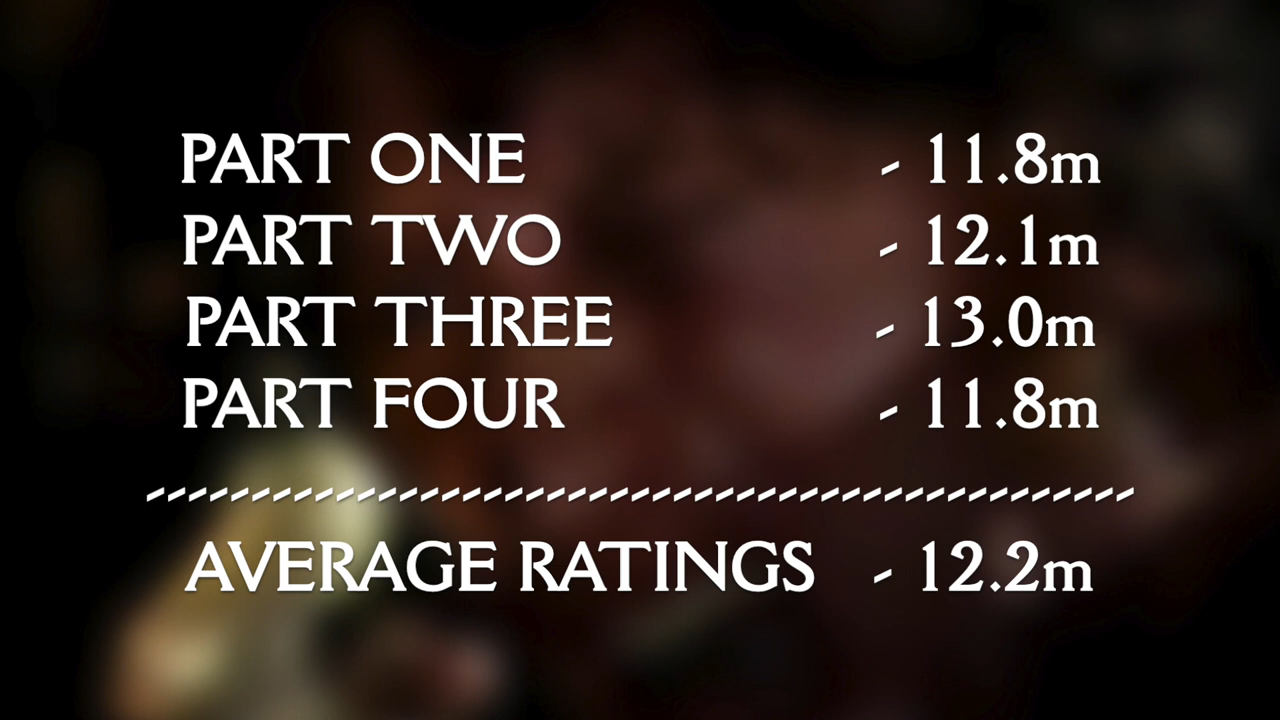 PART ONE - 11.8m
PART TWO - 12.1m
PART THREE - 13.0m
PART FOUR - 11.8m
-----------------------------------------------
AVERAGE RATINGS - 12.2m